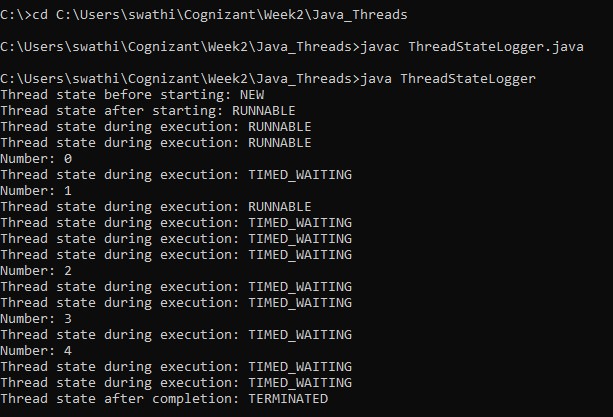 C:\>cd C:\Users\swathi\Cognizant\Week2\Java_Threads
C:\Users\swathi\Cognizant\Week2\Java_Threads>javac ThreadStateLogger.java
C:\Users\swathi\Cognizant\Week2\Java_Threads>java ThreadStateLogger
Thread state before starting: NEW
Thread state after starting: RUNNABLE
Thread state during execution: RUNNABLE
Thread state during execution: RUNNABLE
Number: 0
Thread state during execution: TIMED_WAITING
Number: 1
Thread state during execution: RUNNABLE
Thread state during execution: TIMED_WAITING
Thread state during execution: TIMED_WAITING
Thread state during execution: TIMED_WAITING
Number: 2
Thread state during execution: TIMED_WAITING
Thread state during execution: TIMED_WAITING
Number: 3
Thread state during execution: TIMED_WAITING
Number: 4
Thread state during execution: TIMED_WAITING
Thread state during execution: TIMED_WAITING
Thread state after completion: TERMINATED